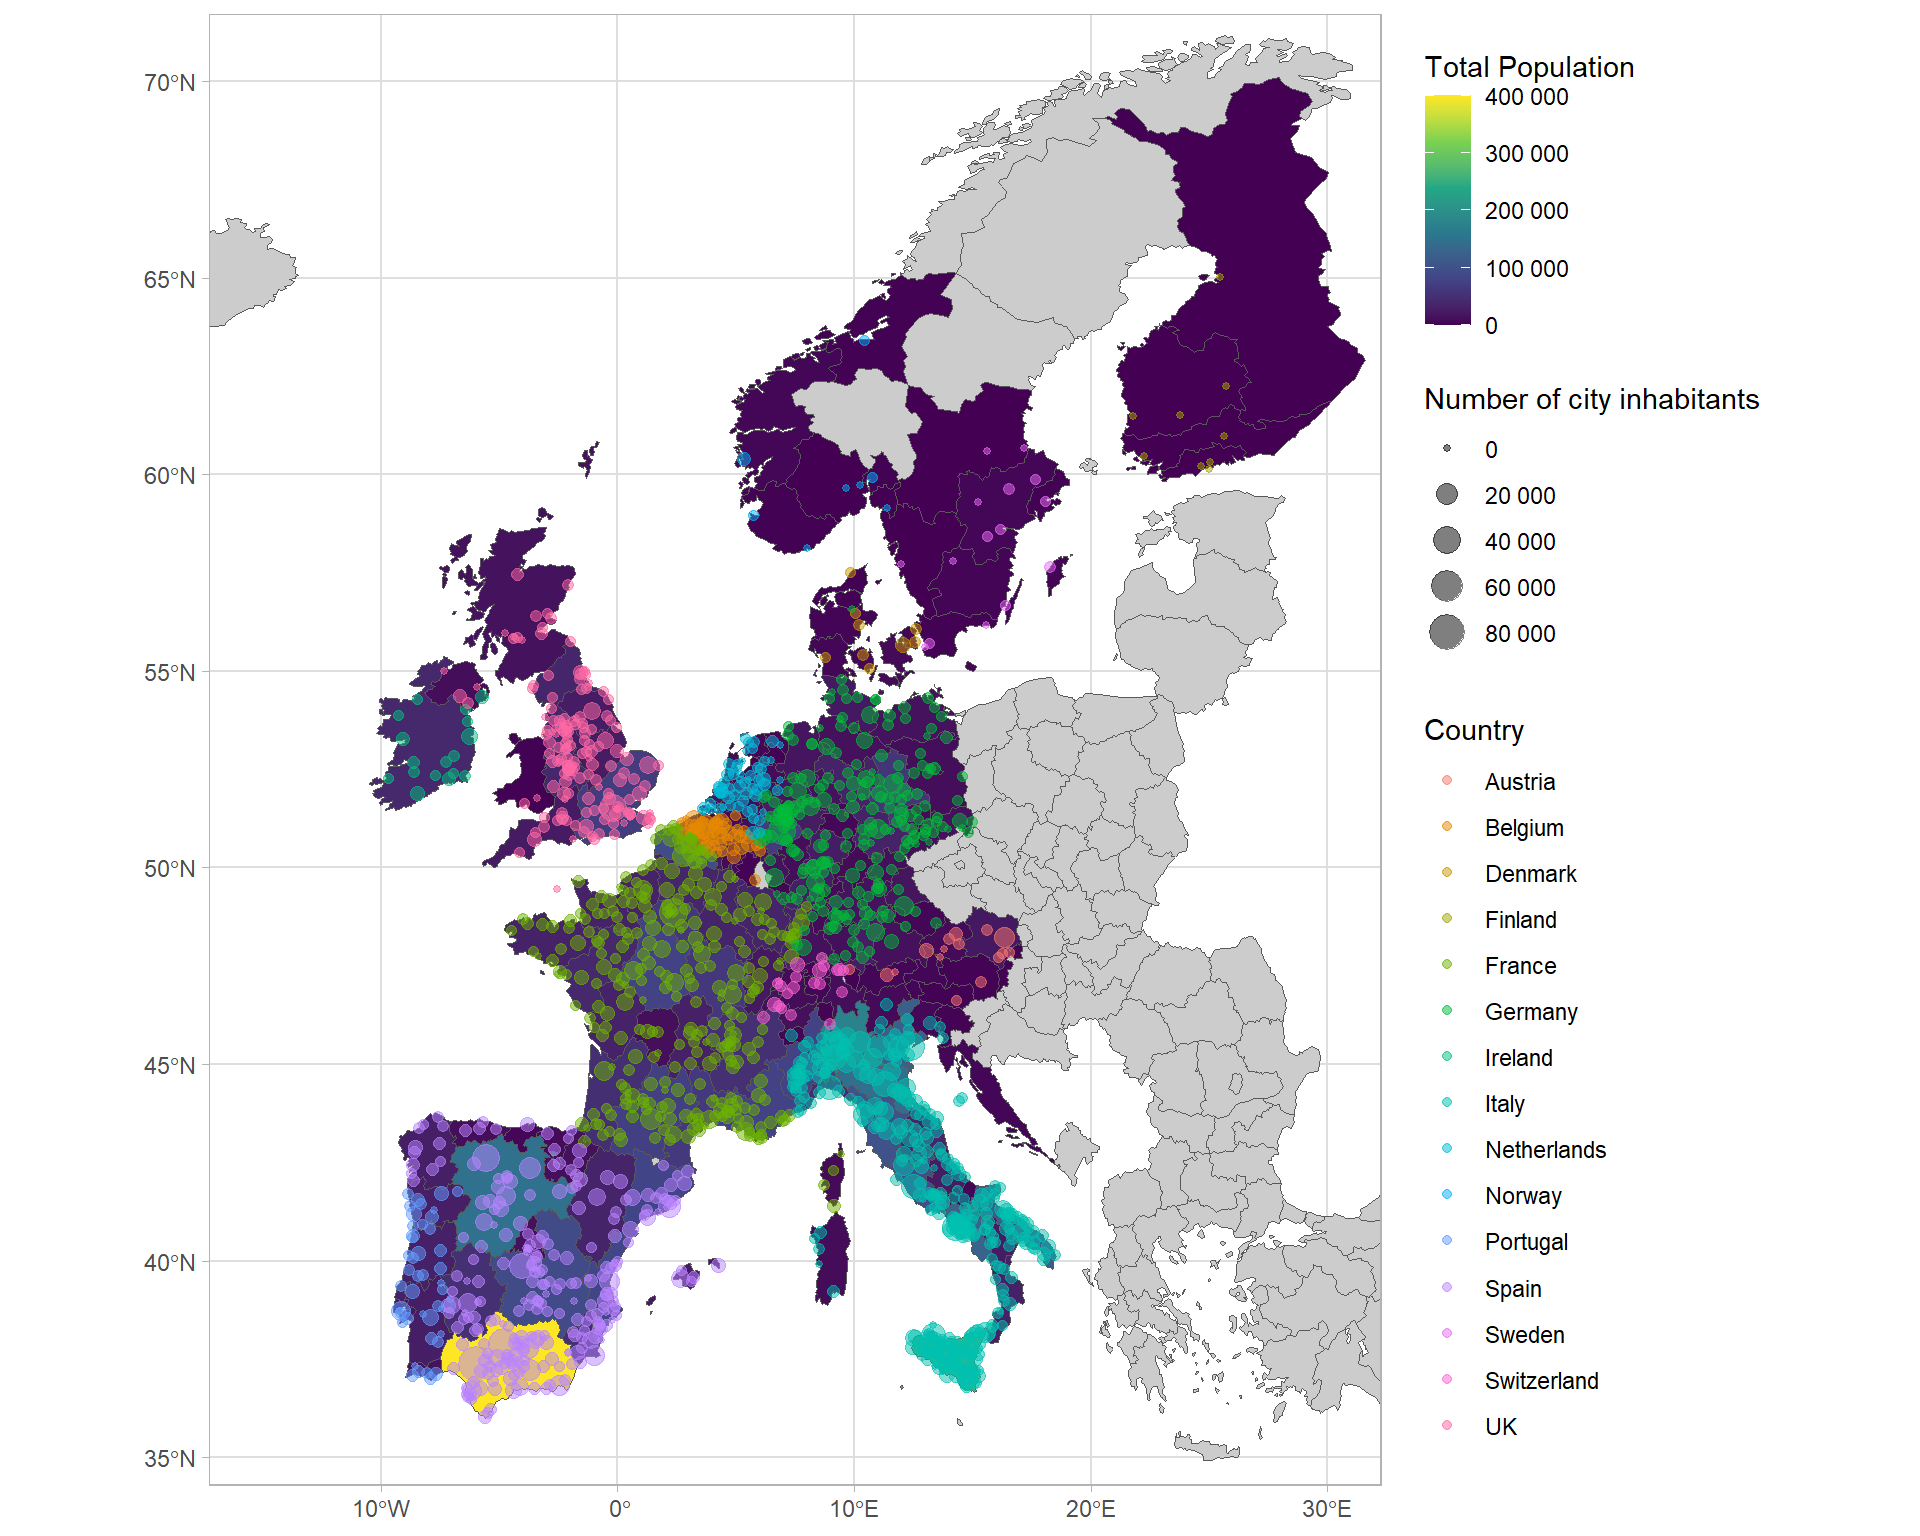 70°N
65°N
60°N
55°N
50°N
45°N
40°N
35°N
10°W
0°
10°E
20°E
30°E
Total Population
400 000
300 000
200 000
100 000
0
Number of city inhabitants
0
20 000
40 000
60 000
80 000
Country
Austria
Belgium
Denmark
Finland
France
Germany
Ireland
Italy
Netherlands
Norway
Portugal
Spain
Sweden
Switzerland
UK